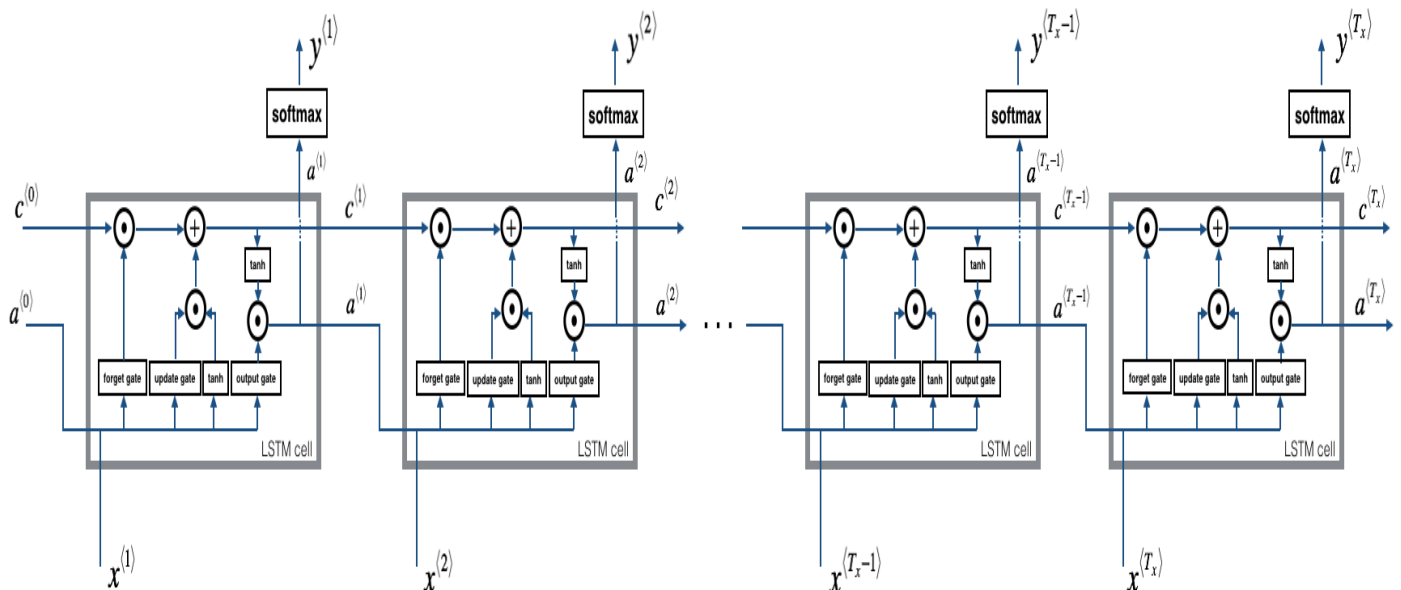 y⟨1⟩ y⟨2⟩ y⟨Tx−1⟩ y⟨Tx⟩
softmax softmax softmax softmax
a⟨1⟩ a⟨2⟩ a⟨Tx−1⟩ a⟨Tx⟩
c⟨0⟩ c⟨1⟩ c⟨2⟩ c⟨Tx−1⟩ c⟨Tx⟩
+ + + +
tanh tanh tanh tanh
a⟨0⟩ a⟨1⟩ a⟨2⟩ ... a⟨Tx−1⟩ a⟨Tx⟩
forget gate update gate tanh output gate forget gate update gate tanh output gate forget gate update gate tanh output gate forget gate update gate tanh output gate
LSTM cell LSTM cell LSTM cell LSTM cell
x⟨1⟩ x⟨2⟩ x⟨Tx−1⟩ x⟨Tx⟩